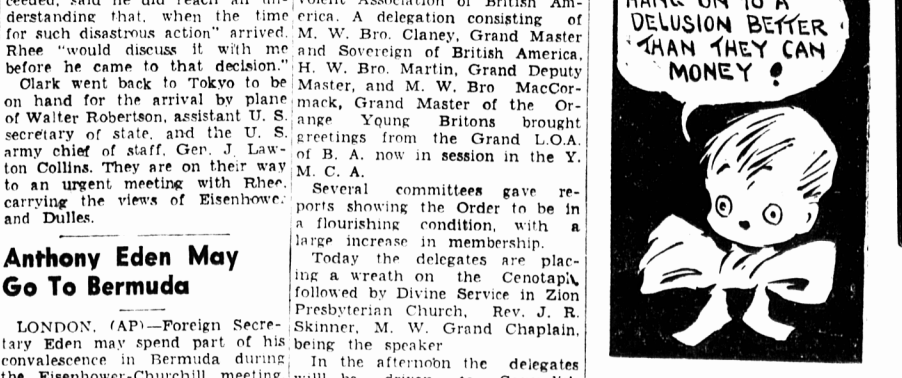 ceeded, said he did reach an un-
derstanding that, when the time
for such disastrous action" arrived,
Rhee "would discuss it with me
before he came to that decision."
Olark went back to Tokyo to be
on hand for the arrival by plane
of Walter Robertson, assistant U. S.
secretary of state, and the U. S.
army chief of staff, Gen. J. Law-
ton Collins. They are on their way
to an urgent meeting with Rhee,
carrying the views of Eisenhower
and Dulles.
Anthony Eden May
Go To Bermuda
LONDON, (AP)—Foreign Secre-
tary Eden may spend part of his
convalescence in Bermuda during
the Eisenhower-Churchill meeting
volent Association of British Am-
erica. A delegation consisting of
M. W. Bro. Claney, Grand Master
and Sovereign of British America,
H. W. Bro. Martin, Grand Deputy
Master, and M. W. Bro MacCor-
mack, Grand Master of the Or-
ange Young Britons brought
greetings from the Grand L.O.A.
of B. A. now in session in the Y.
M. C. A.
Several committees gave re-
ports showing the Order to be in
a flourishing condition, with a
large increase in membership.
Today the delegates are plac-
ing a wreath on the Cenotaph,
followed by Divine Service in Zion
Presbyterian Church, Rev. J. R.
Skinner, M. W. Grand Chaplain,
being the speaker
In the afternoon the delegates
will be driven to
HANG ON TO A
DELUSION BETTER
THAN THEY CAN
MONEY !